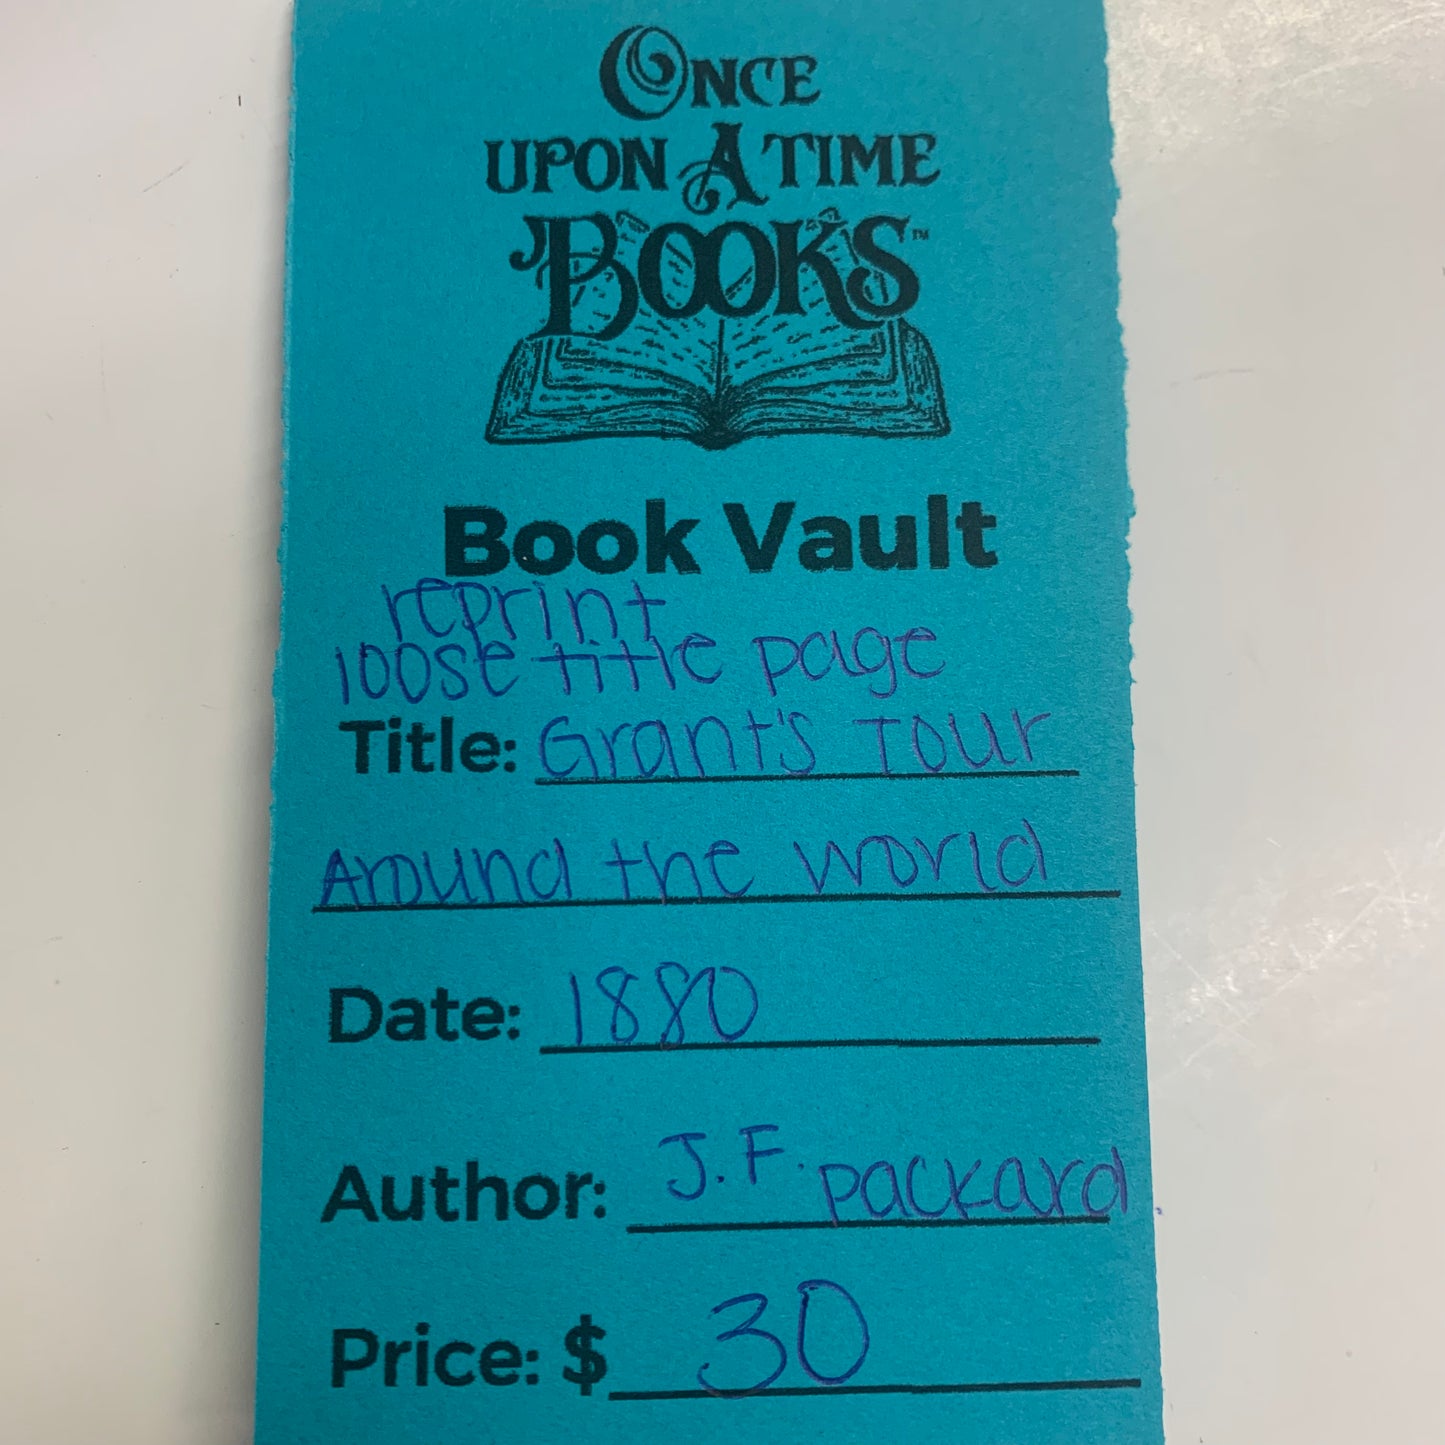 ONCE
UPON A TIME
BOOKS™
Book Vault
reprint
loose title page
Title: Grant's Tour
Around the world
Date: 1880
Author: J.F. packard
Price: $ 30